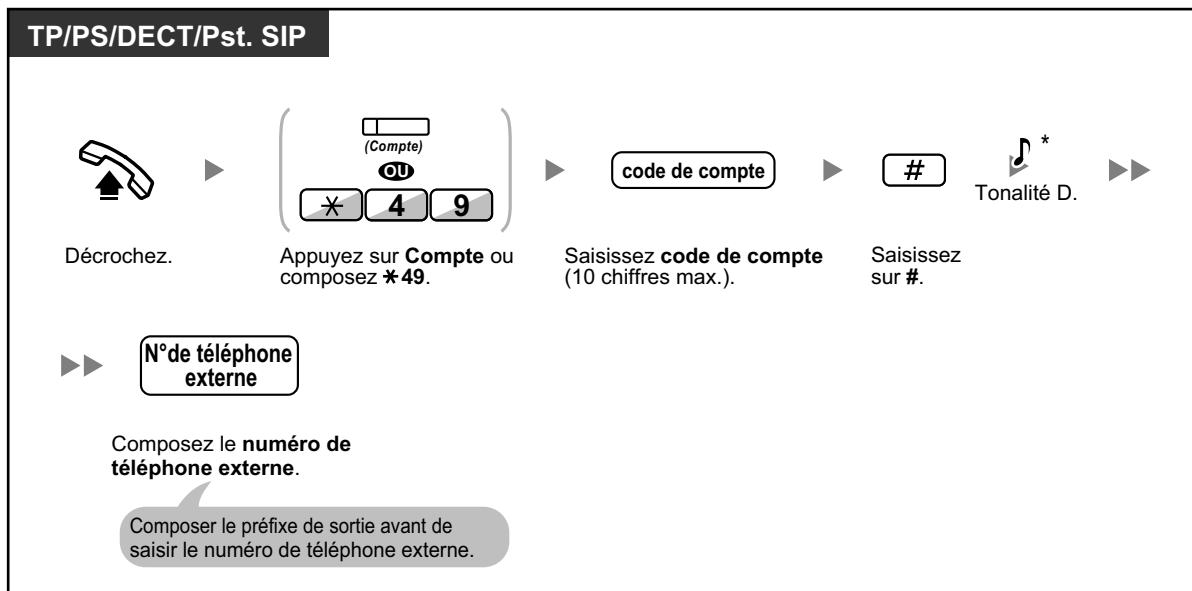 TP/PS/DECT/Pst. SIP
(Compte)
OU
* 4 9
code de compte
#
*
Tonalité D.
Décrochez.
Appuyez sur Compte ou
composez *49.
Saisissez code de compte
(10 chiffres max.).
Saisissez
sur #.
N°de téléphone
externe
Composez le numéro de
téléphone externe.
Composer le préfixe de sortie avant de
saisir le numéro de téléphone externe.